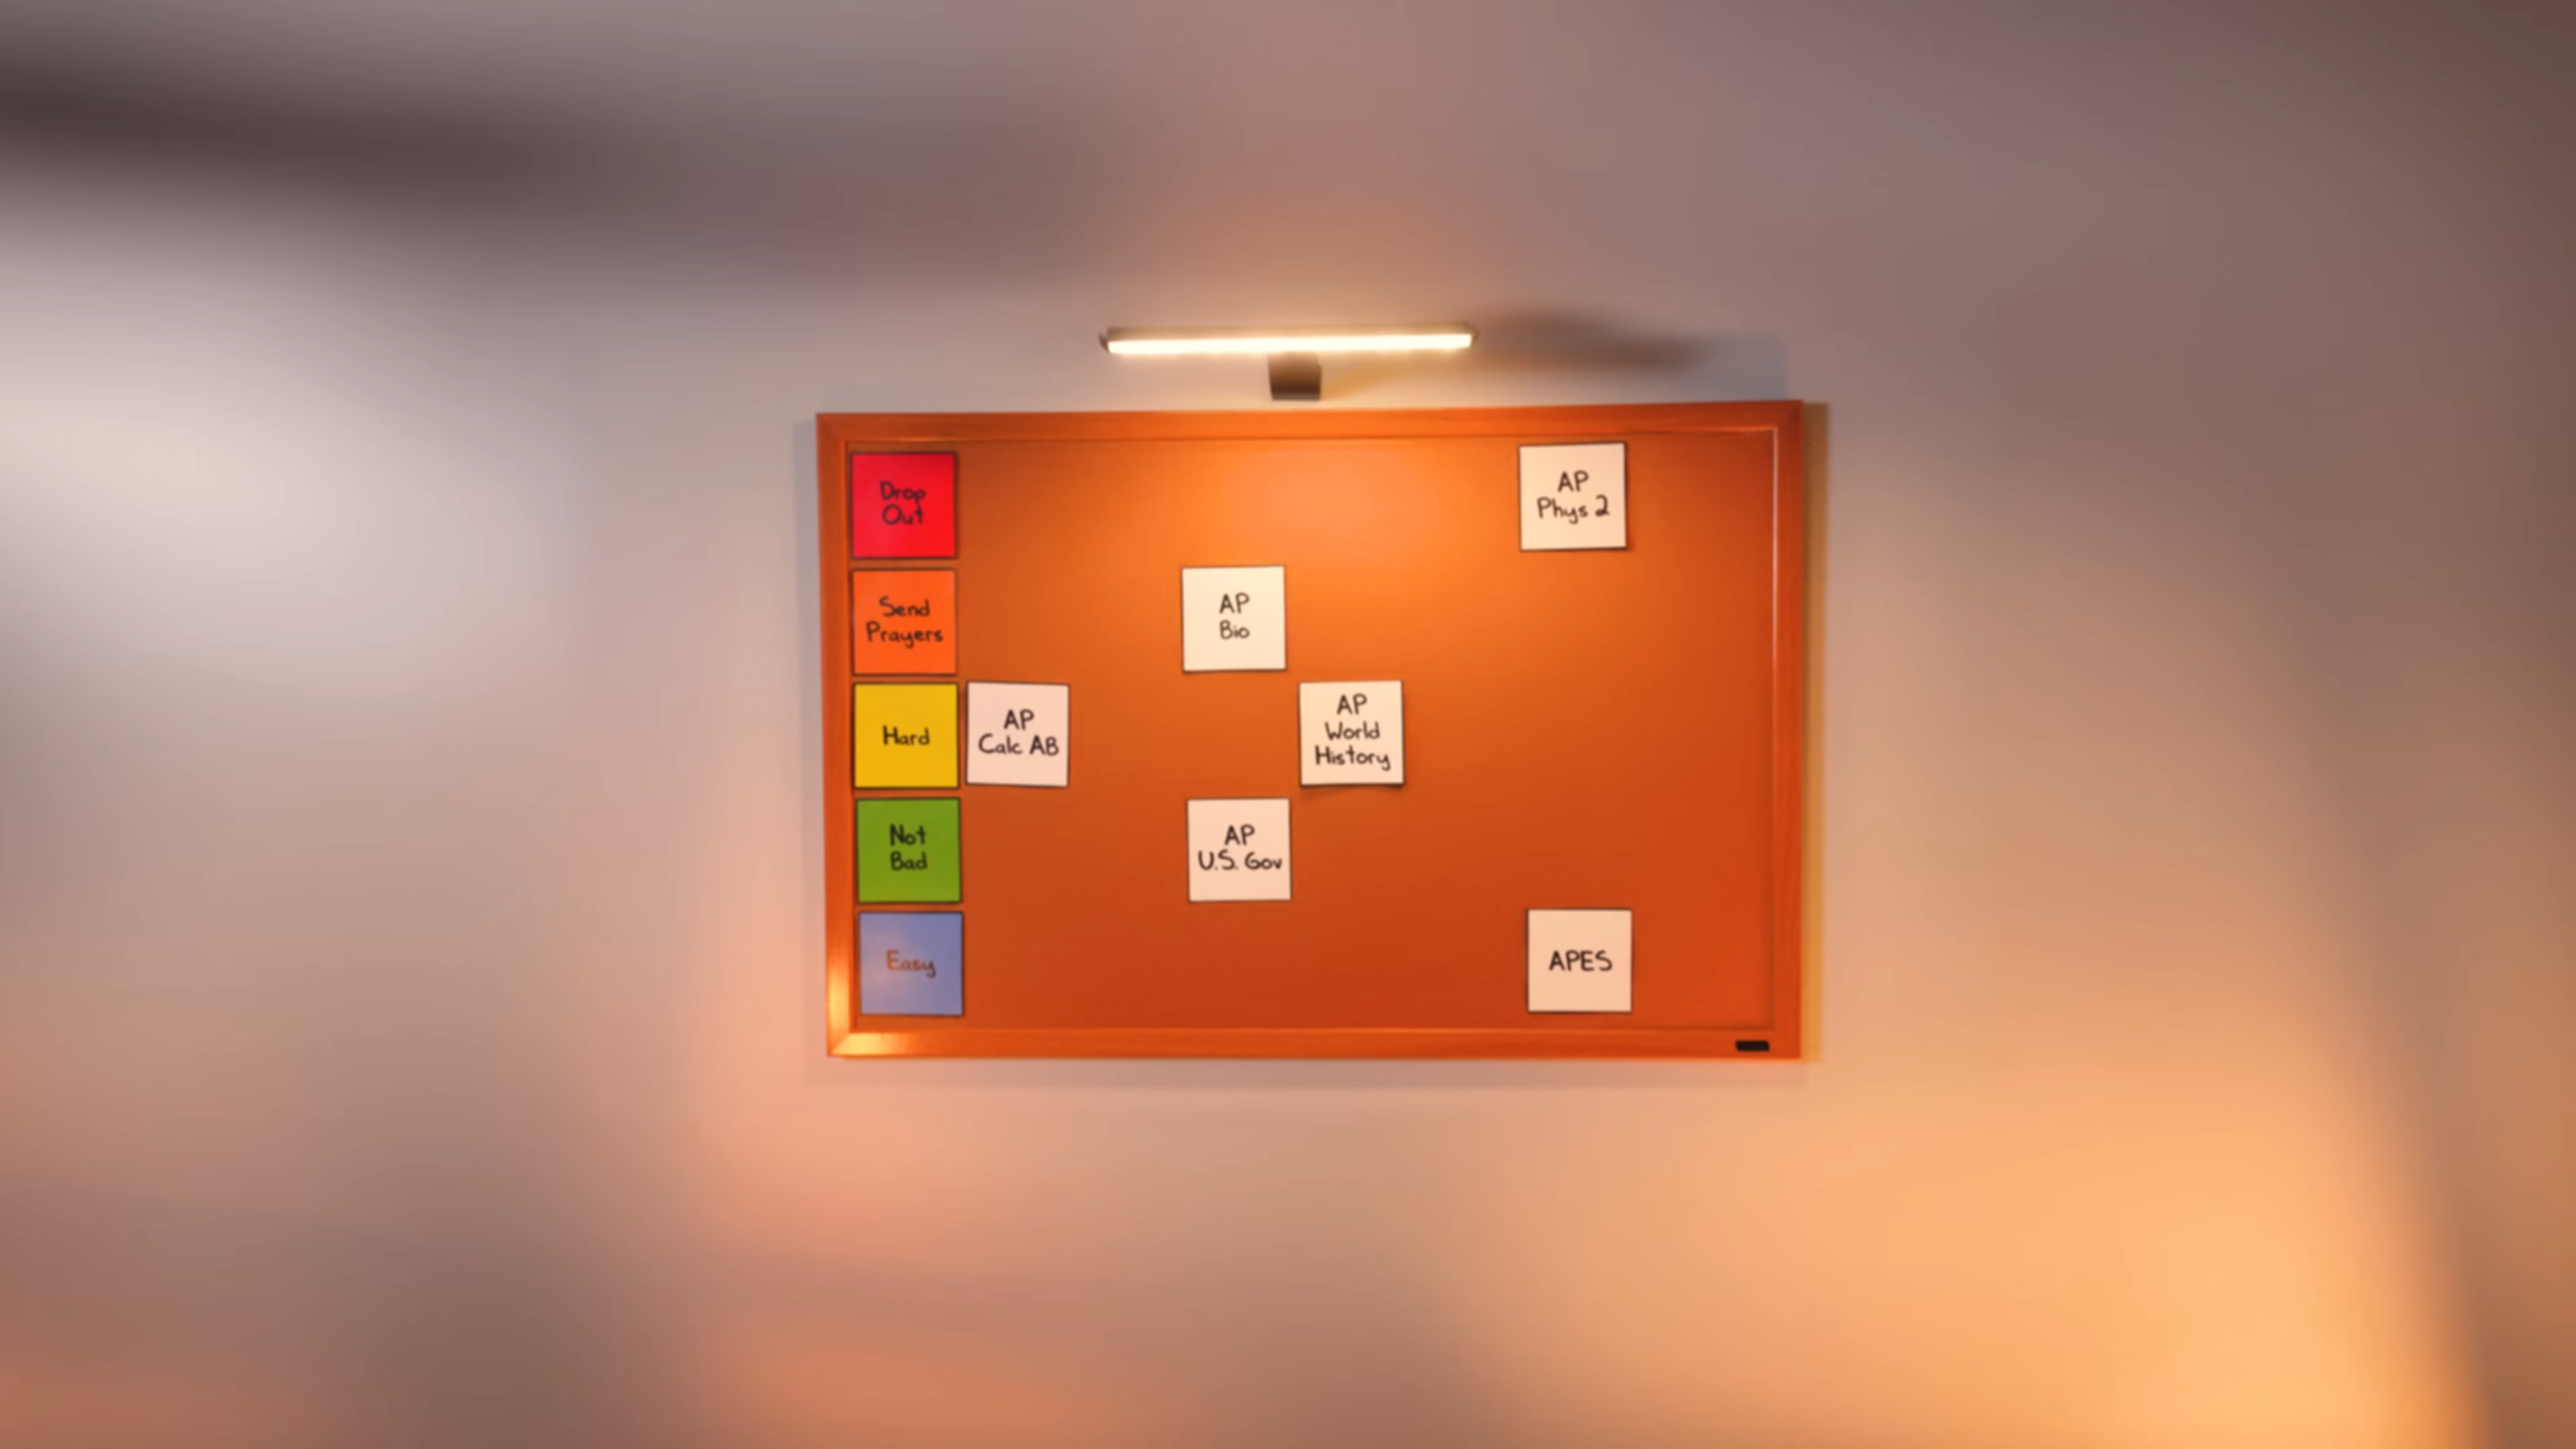 Drop
Out
AP
Phys 2
Send
Prayers
AP
Bio
Hard
AP
Calc AB
AP
World
History
Not
Bad
AP
U.S. Gov
Easy
APES